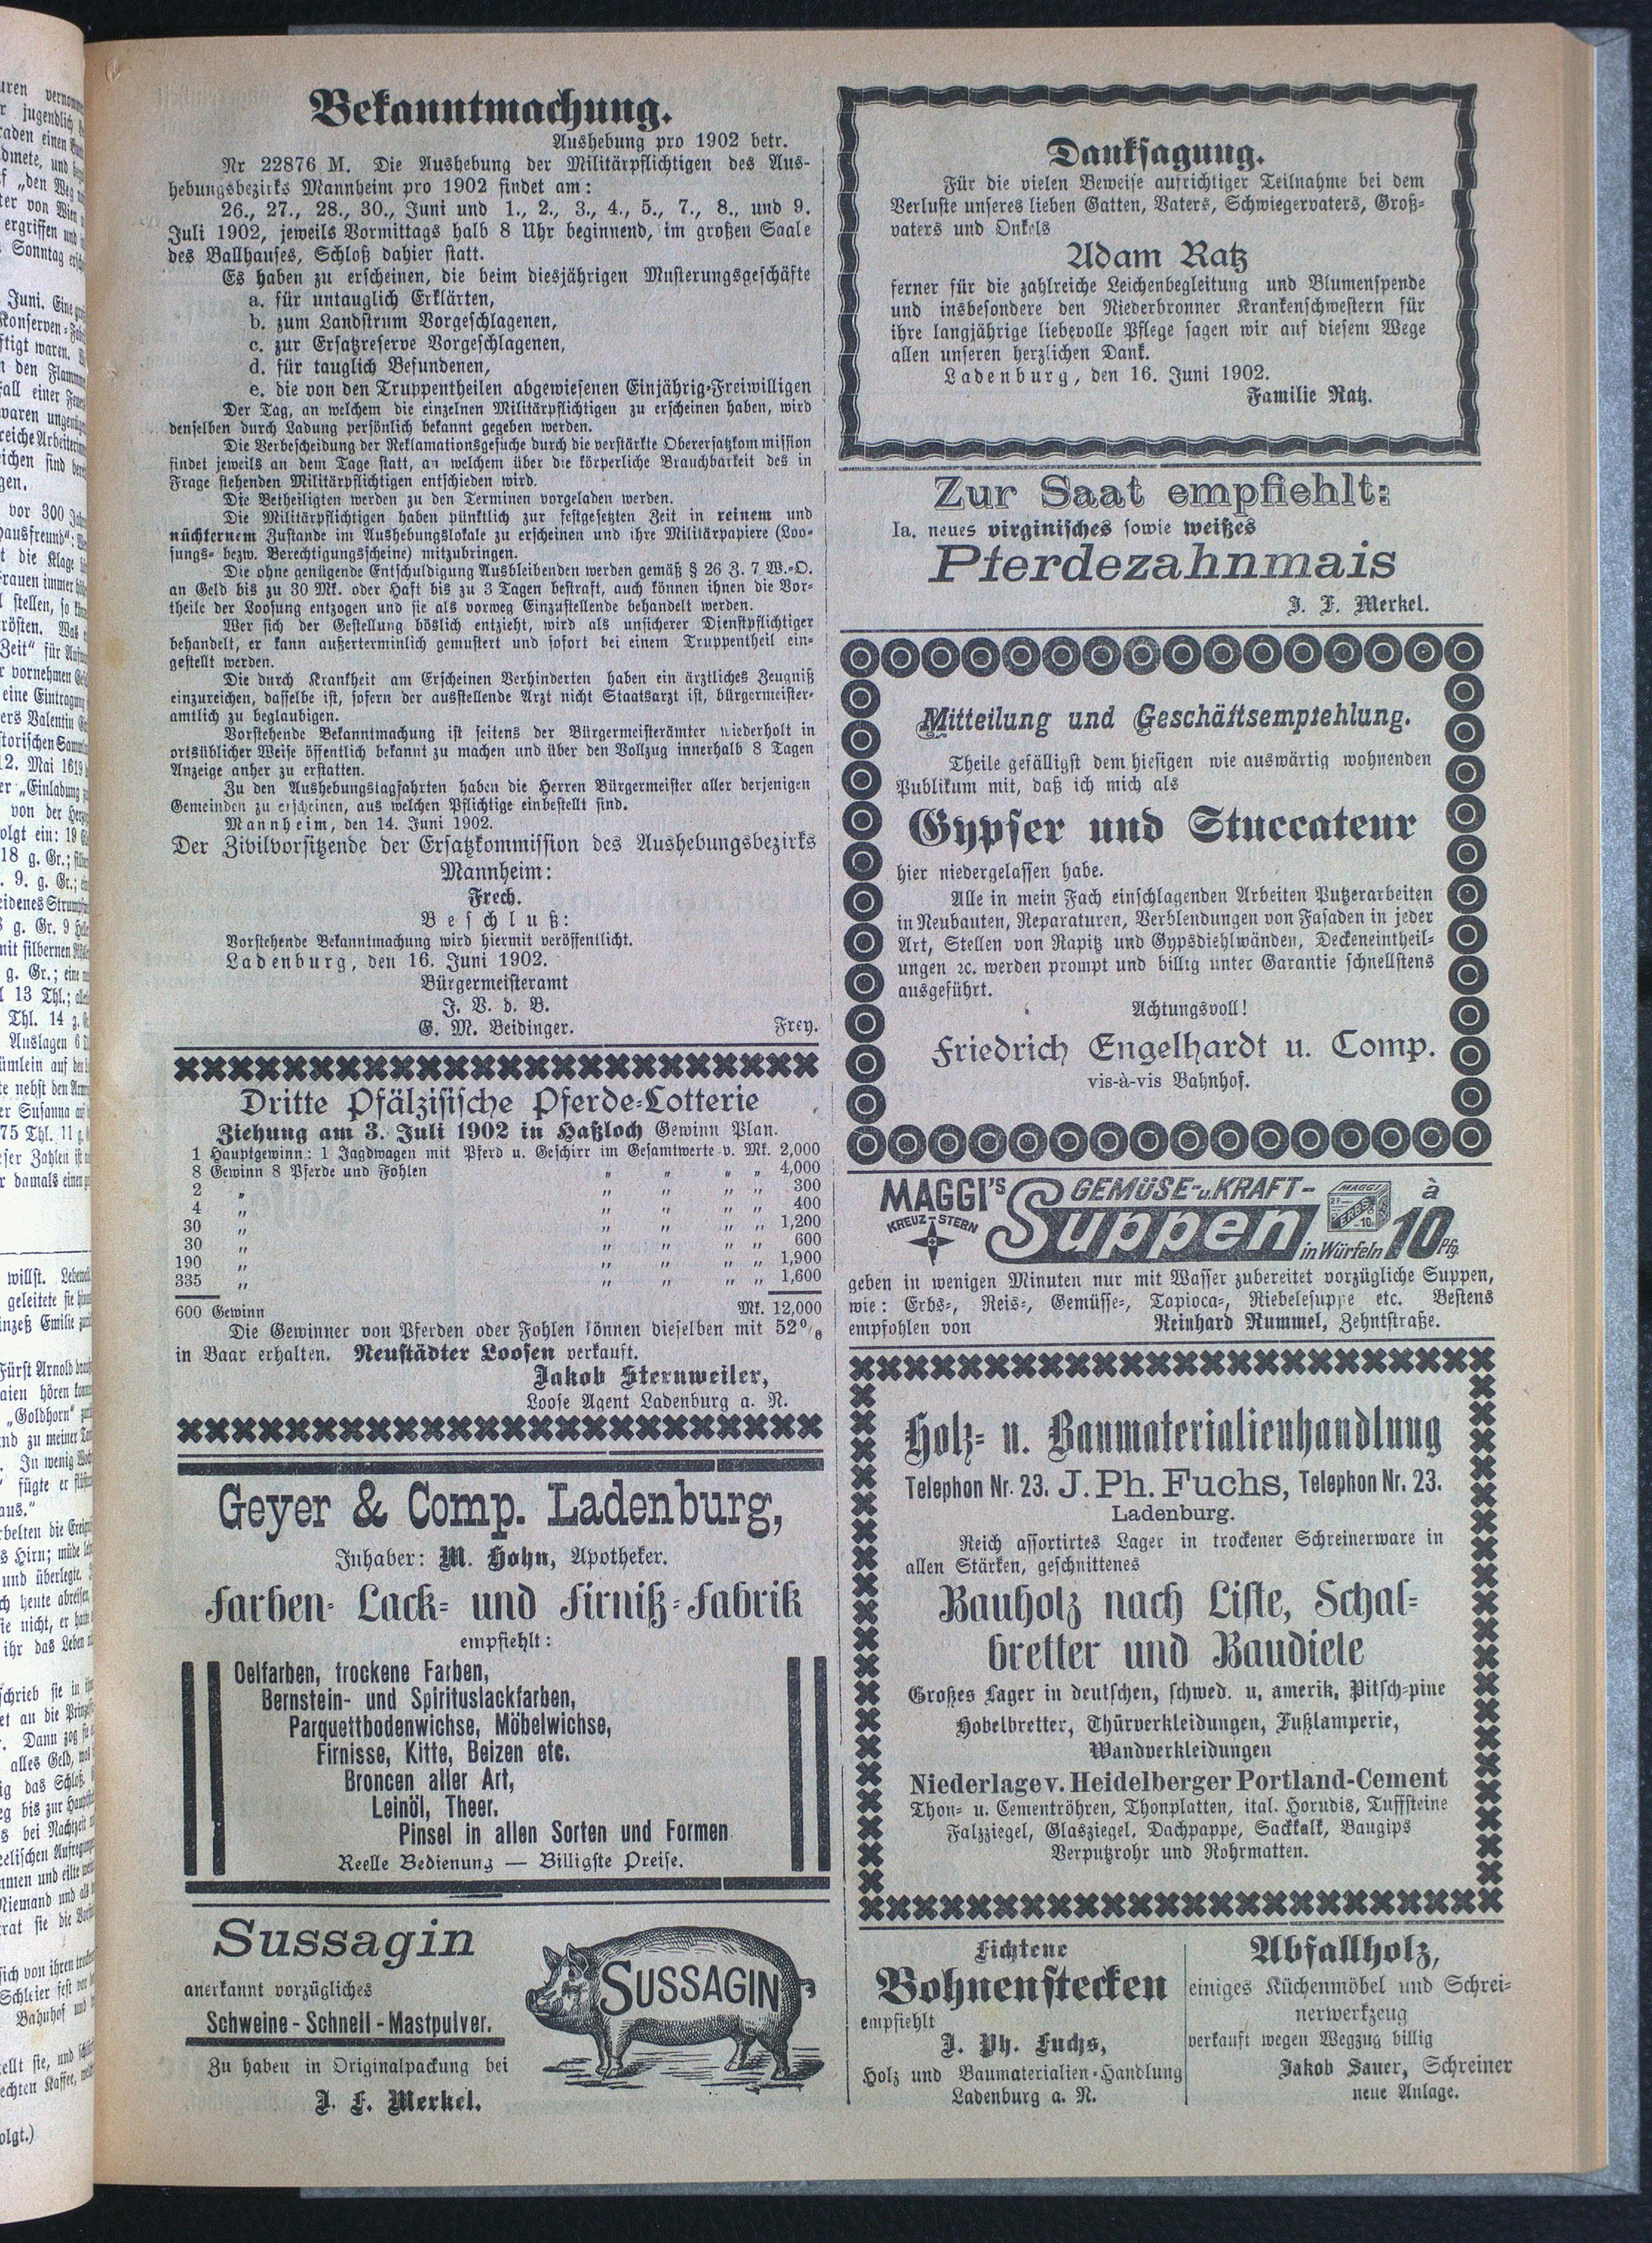 Bekanntmachung.
Aushebung pro 1902 betr.
Nr 22876 M. Die Aushebung der Militärpflichtigen des Aus-
hebungsbezirks Mannheim pro 1902 findet am:
26., 27., 28., 30., Juni und 1., 2., 3., 4., 5., 7., 8., und 9.
Juli 1902, jeweils Vormittags halb 8 Uhr beginnend, im großen Saale
des Ballhauses, Schloß dahier statt.
Es haben zu erscheinen, die beim diesjährigen Musterungsgeschäfte
a. für untauglich Erklärten,
b. zum Landstrum Vorgeschlagenen,
c. zur Ersatzreserve Vorgeschlagenen,
d. für tauglich Befundenen,
e. die von den Truppentheilen abgewiesenen Einjährig-Freiwilligen
Der Tag, an welchem die einzelnen Militärpflichtigen zu erscheinen haben, wird
denselben durch Ladung persönlich bekannt gegeben werden.
Die Verbescheidung der Reklamationsgesuche durch die verstärkte Oberersatzkommission
findet jeweils an dem Tage statt, an welchem über die körperliche Brauchbarkeit des in
Frage stehenden Militärpflichtigen entschieden wird.
Die Betheiligten werden zu den Terminen vorgeladen werden.
Die Militärpflichtigen haben pünktlich zur festgesetzten Zeit in reinem und
nüchternem Zustande im Aushebungslokale zu erscheinen und ihre Militärpapiere (Loo-
sungs- bezw. Berechtigungsscheine) mitzubringen.
Die ohne genügende Entschuldigung Ausbleibenden werden gemäß § 26 Z. 7 W.-O.
an Geld bis zu 30 Mk. oder Haft bis zu 3 Tagen bestraft, auch können ihnen die Vor-
theile der Loosung entzogen und sie als vorweg Einzustellende behandelt werden.
Wer sich der Gestellung böslich entzieht, wird als unsicherer Dienstpflichtiger
behandelt, er kann außerterminlich gemustert und sofort bei einem Truppentheil ein-
gestellt werden.
Die durch Krankheit am Erscheinen Verhinderten haben ein ärztliches Zeugniß
einzureichen, dasselbe ist, sofern der ausstellende Arzt nicht Staatsarzt ist, bürgermeister-
amtlich zu beglaubigen.
Vorstehende Bekanntmachung ist seitens der Bürgermeisterämter wiederholt in
ortsüblicher Weise öffentlich bekannt zu machen und über den Vollzug innerhalb 8 Tagen
Anzeige anher zu erstatten.
Zu den Aushebungstagfahrten haben die Herren Bürgermeister aller derjenigen
Gemeinden zu erscheinen, aus welchen Pflichtige einbestellt sind.
Mannheim, den 14. Juni 1902.
Der Zivilvorsitzende der Ersatzkommission des Aushebungsbezirks
Mannheim:
Frech.
Beschluß:
Vorstehende Bekanntmachung wird hiermit veröffentlicht.
Ladenburg, den 16. Juni 1902.
Bürgermeisteramt
J. V. d. B.
G. M. Beidinger. Frey.
Dritte Pfälzisische Pferde-Lotterie
Ziehung am 3. Juli 1902 in Haßloch Gewinn Plan.
1 Hauptgewinn: 1 Jagdwagen mit Pferd u. Geschirr im Gesamtwerte v. Mk. 2,000
8 Gewinn 8 Pferde und Fohlen " " " " 4,000
2 " " " " " 300
4 " " " " " 400
30 " " " " " 1,200
30 " " " " " 600
190 " " " " " 1,900
335 " " " " " 1,600
600 Gewinn Mk. 12,000
Die Gewinner von Pferden oder Fohlen können dieselben mit 52%
in Baar erhalten. Neustädter Loosen verkauft.
Jakob Sternweiler,
Loose Agent Ladenburg a. N.
Geyer & Comp. Ladenburg,
Inhaber: M. Hohn, Apotheker.
Farben- Lack- und Firniß-Fabrik
empfiehlt:
Oelfarben, trockene Farben,
Bernstein- und Spirituslackfarben,
Parquettbodenwichse, Möbelwichse,
Firnisse, Kitte, Beizen etc.
Broncen aller Art,
Leinöl, Theer.
Pinsel in allen Sorten und Formen
Reelle Bedienung — Billigste Preise.
Sussagin
anerkannt vorzügliches
Schweine-Schnell-Mastpulver.
Zu haben in Originalpackung bei
J. F. Merkel.
SUSSAGIN
Danksagung.
Für die vielen Beweise aufrichtiger Teilnahme bei dem
Verluste unseres lieben Gatten, Vaters, Schwiegervaters, Groß-
vaters und Onkels
Adam Ratz
ferner für die zahlreiche Leichenbegleitung und Blumenspende
und insbesondere den Niederbronner Krankenschwestern für
ihre langjährige liebevolle Pflege sagen wir auf diesem Wege
allen unseren herzlichen Dank.
Ladenburg, den 16. Juni 1902.
Familie Ratz.
Zur Saat empfiehlt:
Ia. neues virginisches sowie weißes
Pferdezahnmais
J. F. Merkel.
Mitteilung und Geschäftsempfehlung.
Theile gefälligst dem hiesigen wie auswärtig wohnenden
Publikum mit, daß ich mich als
Gypser und Stuccateur
hier niedergelassen habe.
Alle in mein Fach einschlagenden Arbeiten Putzerarbeiten
in Neubauten, Reparaturen, Verblendungen von Fasaden in jeder
Art, Stellen von Rapitz und Gypsdiehlwänden, Deckeneintheil-
ungen ec. werden prompt und billig unter Garantie schnellstens
ausgeführt.
Achtungsvoll!
Friedrich Engelhardt u. Comp.
vis-à-vis Bahnhof.
MAGGI'S GEMÜSE-u.KRAFT-
KREUZ-STERN Suppen in Würfeln à 10 Pfg.
geben in wenigen Minuten nur mit Wasser zubereitet vorzügliche Suppen,
wie: Erbs-, Reis-, Gemüsse-, Tapioca-, Riebelesuppe etc. Bestens
empfohlen von Reinhard Rummel, Zehntstraße.
Holz- u. Baumaterialienhandlung
Telephon Nr. 23. J. Ph. Fuchs, Telephon Nr. 23.
Ladenburg.
Reich assortirtes Lager in trockener Schreinerware in
allen Stärken, geschnittenes
Bauholz nach Liste, Schal-
bretter und Baudiele
Großes Lager in deutschen, schwed. u. amerik. Pitsch-pine
Hobelbretter, Thürverkleidungen, Fußlamperie,
Wandverkleidungen
Niederlage v. Heidelberger Portland-Cement
Thon- u. Cementröhren, Thonplatten, ital. Horudis, Tuffsteine
Falzziegel, Glasziegel, Dachpappe, Sackkalk, Baugips
Verputzrohr und Rohrmatten.
Fichtene
Bohnenstecken
empfiehlt
J. Ph. Fuchs,
Holz und Baumaterialien-Handlung
Ladenburg a. N.
Abfallholz,
einiges Küchenmöbel und Schrei-
nerwerkzeug
verkauft wegen Wegzug billig
Jakob Sauer, Schreiner
neue Anlage.